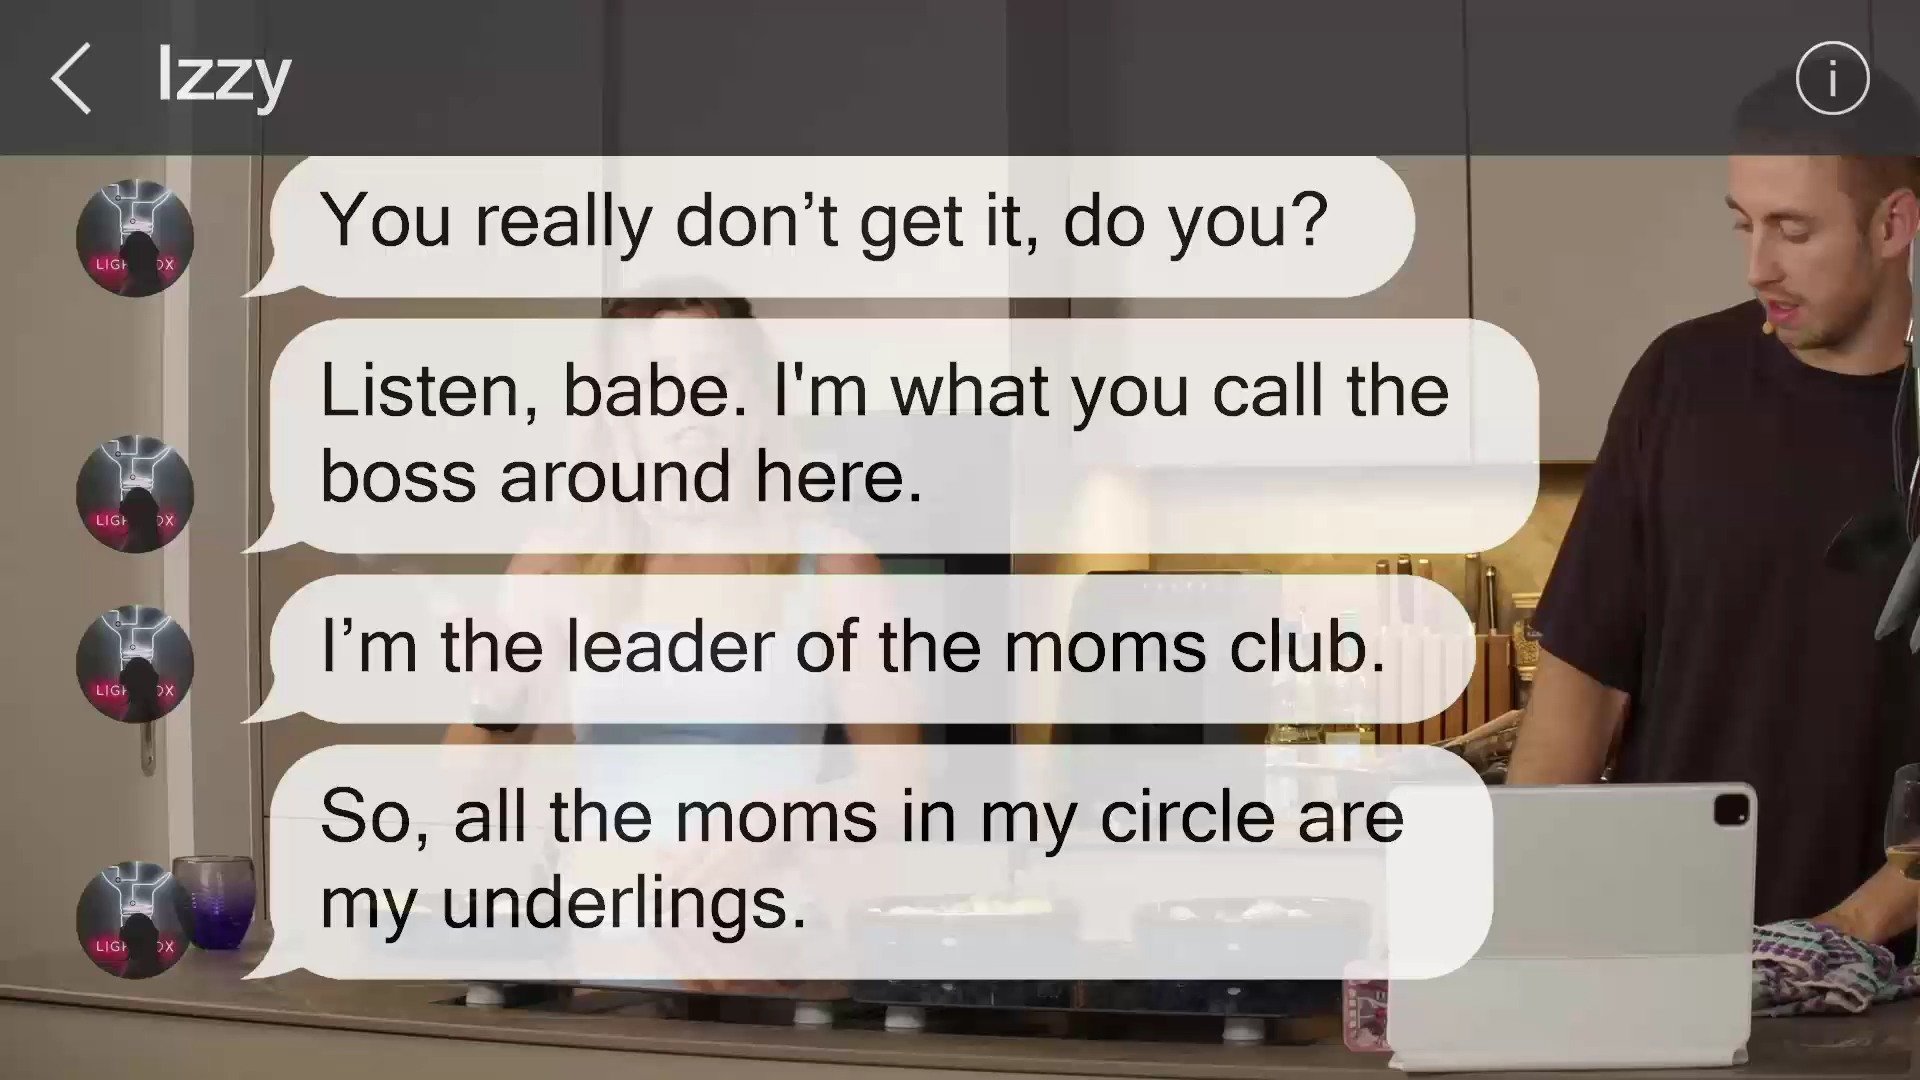 Izzy
You really don’t get it, do you?
Listen, babe. I'm what you call the
boss around here.
I’m the leader of the moms club.
So, all the moms in my circle are
my underlings.